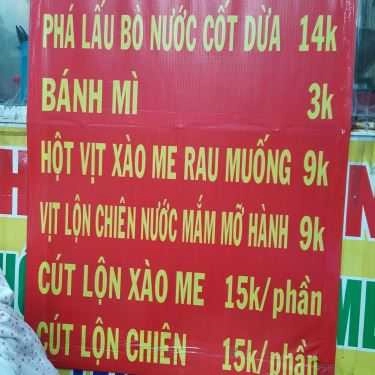 PHÁ LẤU BÒ NƯỚC CỐT DỪA 14k
BÁNH MÌ 3k
HỘT VỊT XÀO ME RAU MUỐNG 9k
VỊT LỘN CHIÊN NƯỚC MẮM MỠ HÀNH 9k
CÚT LỘN XÀO ME 15k/phần
CÚT LỘN CHIÊN 15k/phần